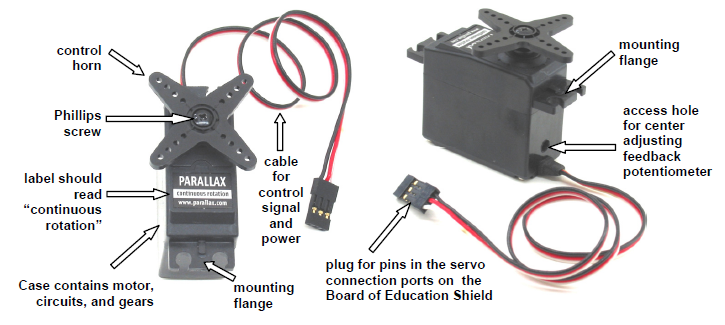 control
horn
Phillips
screw
label should
read
“continuous
rotation”
Case contains motor,
circuits, and gears
PARALLAX
continuous rotation
www.parallax.com
cable
for
control
signal
and
power
mounting
flange
mounting
flange
access hole
for center
adjusting
feedback
potentiometer
plug for pins in the servo
connection ports on the
Board of Education Shield
PARALLAX